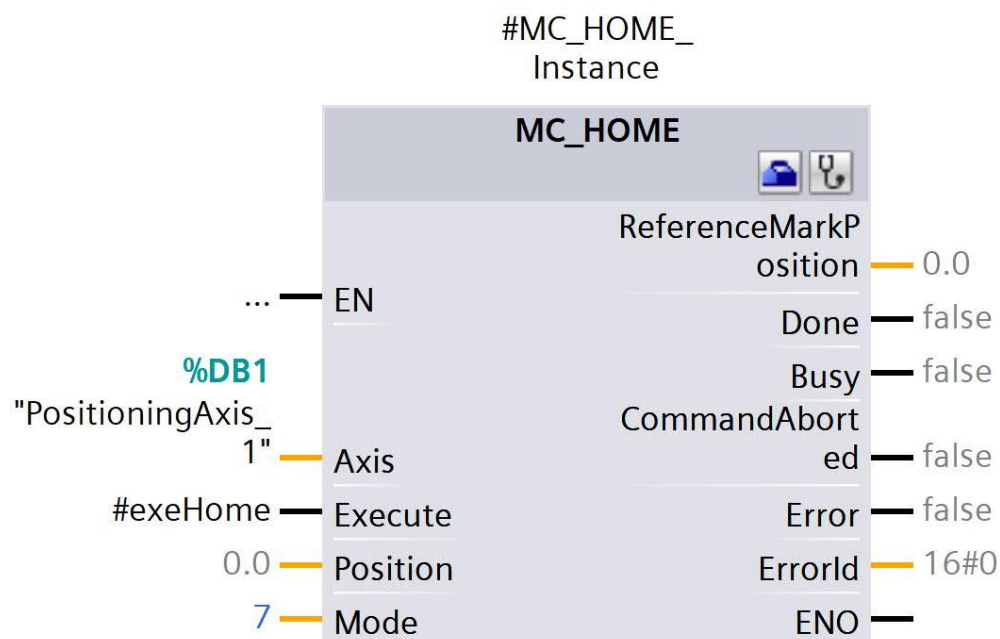 #MC_HOME_
Instance
MC_HOME
ReferenceMarkP
osition
0.0
...
EN
Done
false
%DB1
Busy
false
"PositioningAxis_
1"
Axis
CommandAbort
ed
false
#exeHome
Execute
Error
false
0.0
Position
ErrorId
16#0
7
Mode
ENO